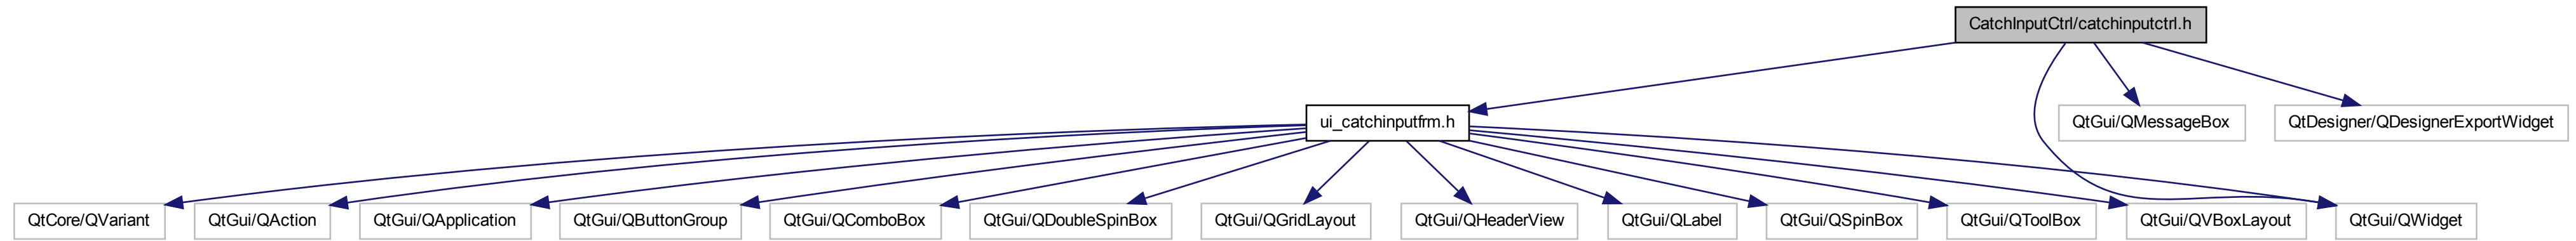 CatchInputCtrl/catchinputctrl.h
ui_catchinputfrm.h
QtGui/QMessageBox
QtDesigner/QDesignerExportWidget
QtCore/QVariant
QtGui/QAction
QtGui/QApplication
QtGui/QButtonGroup
QtGui/QComboBox
QtGui/QDoubleSpinBox
QtGui/QGridLayout
QtGui/QHeaderView
QtGui/QLabel
QtGui/QSpinBox
QtGui/QToolBox
QtGui/QVBoxLayout
QtGui/QWidget